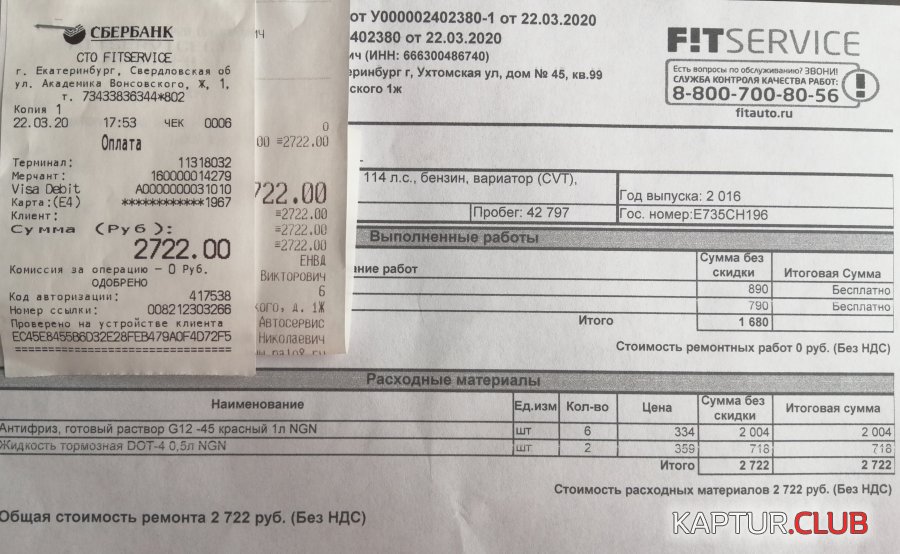 СБЕРБАНК
СТО FITSERVICE
г. Екатеринбург, Свердловская об
ул. Академика Вонсовского, Ж, 1,
т. 73433836344*802
Копия 1
22.03.20 17:53 ЧЕК 0006
Оплата
Терминал: 11318032
Мерчант: 160000014279
Visa Debit A0000000031010
Карта:(E4) ************1967
Клиент:
Сумма (Руб):
2722.00
Комиссия за операцию – 0 Руб.
ОДОБРЕНО
Код авторизации: 417538
Номер ссылки: 008212303266
Проверено на устройстве клиента
EC45E8455B6D32E28FEB479A0F4D72F5
================================
ич
0
00 =2722.00
722.00
=2722.00
=2722.00
=2722.00
ЕНВД
ВИКТОРОВИЧ
6
кого, д. 1Ж
Автосервис
Николаевич
от У000002402380-1 от 22.03.2020
402380 от 22.03.2020
ич (ИНН: 666300486740)
еринбург г, Ухтомская ул, дом № 45, кв.99
ского 1ж
F!TSERVICE
Есть вопросы по обслуживанию? ЗВОНИ!
СЛУЖБА КОНТРОЛЯ КАЧЕСТВА РАБОТ:
8-800-700-80-56
fitauto.ru
114 л.с., бензин, вариатор (CVT),
Год выпуска: 2 016
Пробег: 42 797
Гос. номер:Е735СН196
Выполненные работы
ание работ Сумма без скидки Итоговая Сумма
890 Бесплатно
790 Бесплатно
Итого 1 680
Стоимость ремонтных работ 0 руб. (Без НДС)
Расходные материалы
Наименование Ед.изм Кол-во Цена Сумма без скидки Итоговая сумма
Антифриз, готовый раствор G12 -45 красный 1л NGN шт 6 334 2 004 2 004
Жидкость тормозная DOT-4 0,5л NGN шт 2 359 718 718
Итого 2 722 2 722
Стоимость расходных материалов 2 722 руб. (Без НДС)
Общая стоимость ремонта 2 722 руб. (Без НДС)
KAPTUR.CLUB